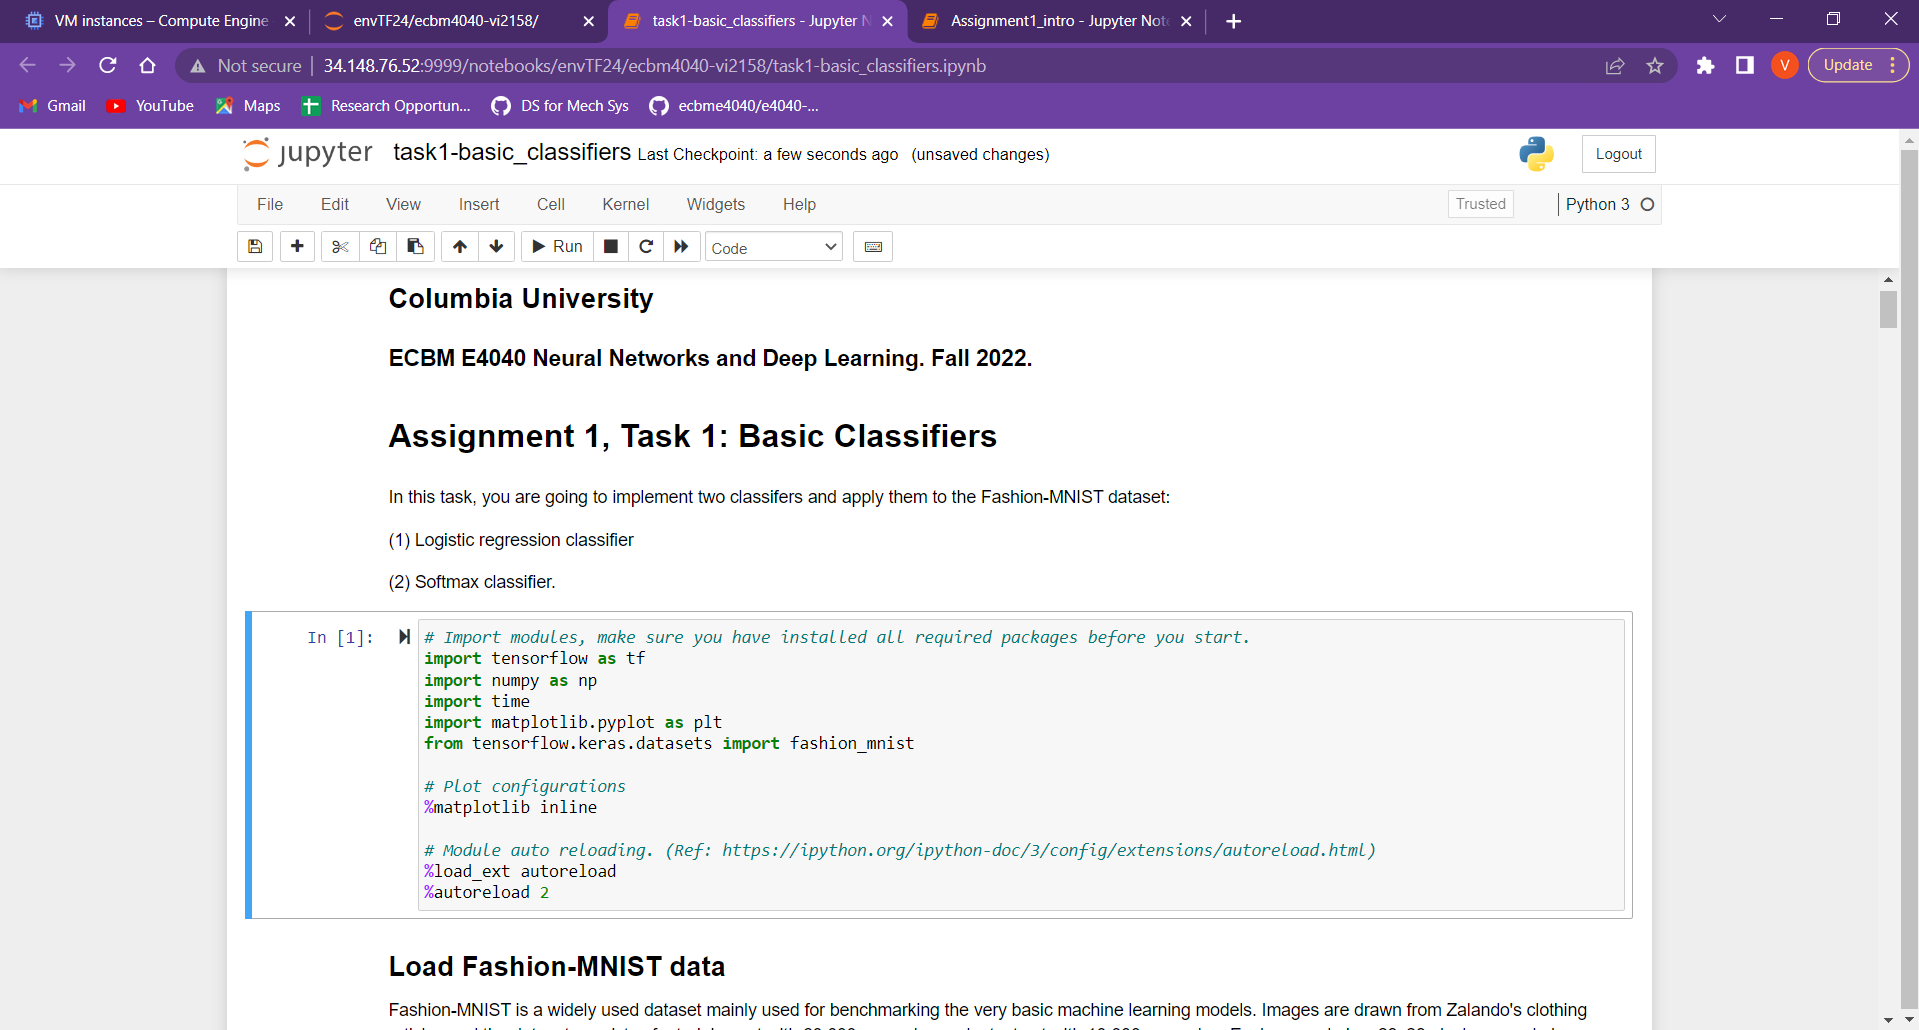 VM instances – Compute Engine
envTF24/ecbm4040-vi2158/
task1-basic_classifiers - Jupyter N
Assignment1_intro - Jupyter Not
Not secure
34.148.76.52:9999/notebooks/envTF24/ecbm4040-vi2158/task1-basic_classifiers.ipynb
V
Update
Gmail
YouTube
Maps
Research Opportun...
DS for Mech Sys
ecbme4040/e4040-...
jupyter
task1-basic_classifiers Last Checkpoint: a few seconds ago (unsaved changes)
Logout
File Edit View Insert Cell Kernel Widgets Help
Trusted
Python 3
Run
Code
Columbia University
ECBM E4040 Neural Networks and Deep Learning. Fall 2022.
Assignment 1, Task 1: Basic Classifiers
In this task, you are going to implement two classifers and apply them to the Fashion-MNIST dataset:
(1) Logistic regression classifier
(2) Softmax classifier.
In [1]:
# Import modules, make sure you have installed all required packages before you start.
import tensorflow as tf
import numpy as np
import time
import matplotlib.pyplot as plt
from tensorflow.keras.datasets import fashion_mnist
# Plot configurations
%matplotlib inline
# Module auto reloading. (Ref: https://ipython.org/ipython-doc/3/config/extensions/autoreload.html)
%load_ext autoreload
%autoreload 2
Load Fashion-MNIST data
Fashion-MNIST is a widely used dataset mainly used for benchmarking the very basic machine learning models. Images are drawn from Zalando's clothing